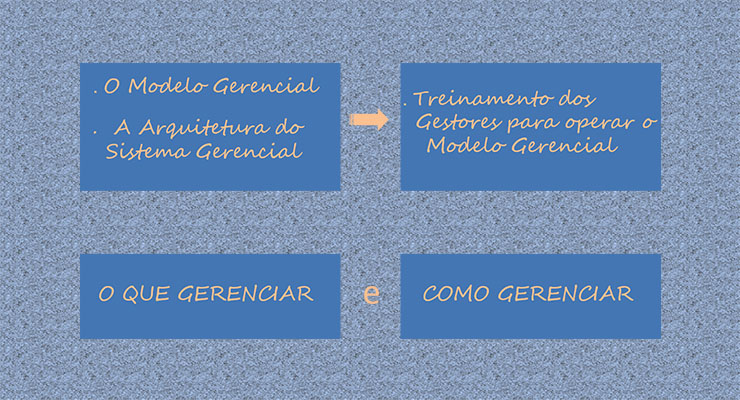 . O Modelo Gerencial
. A Arquitetura do
Sistema Gerencial
. Treinamento dos
Gestores para operar o
Modelo Gerencial
O QUE GERENCIAR
e
COMO GERENCIAR